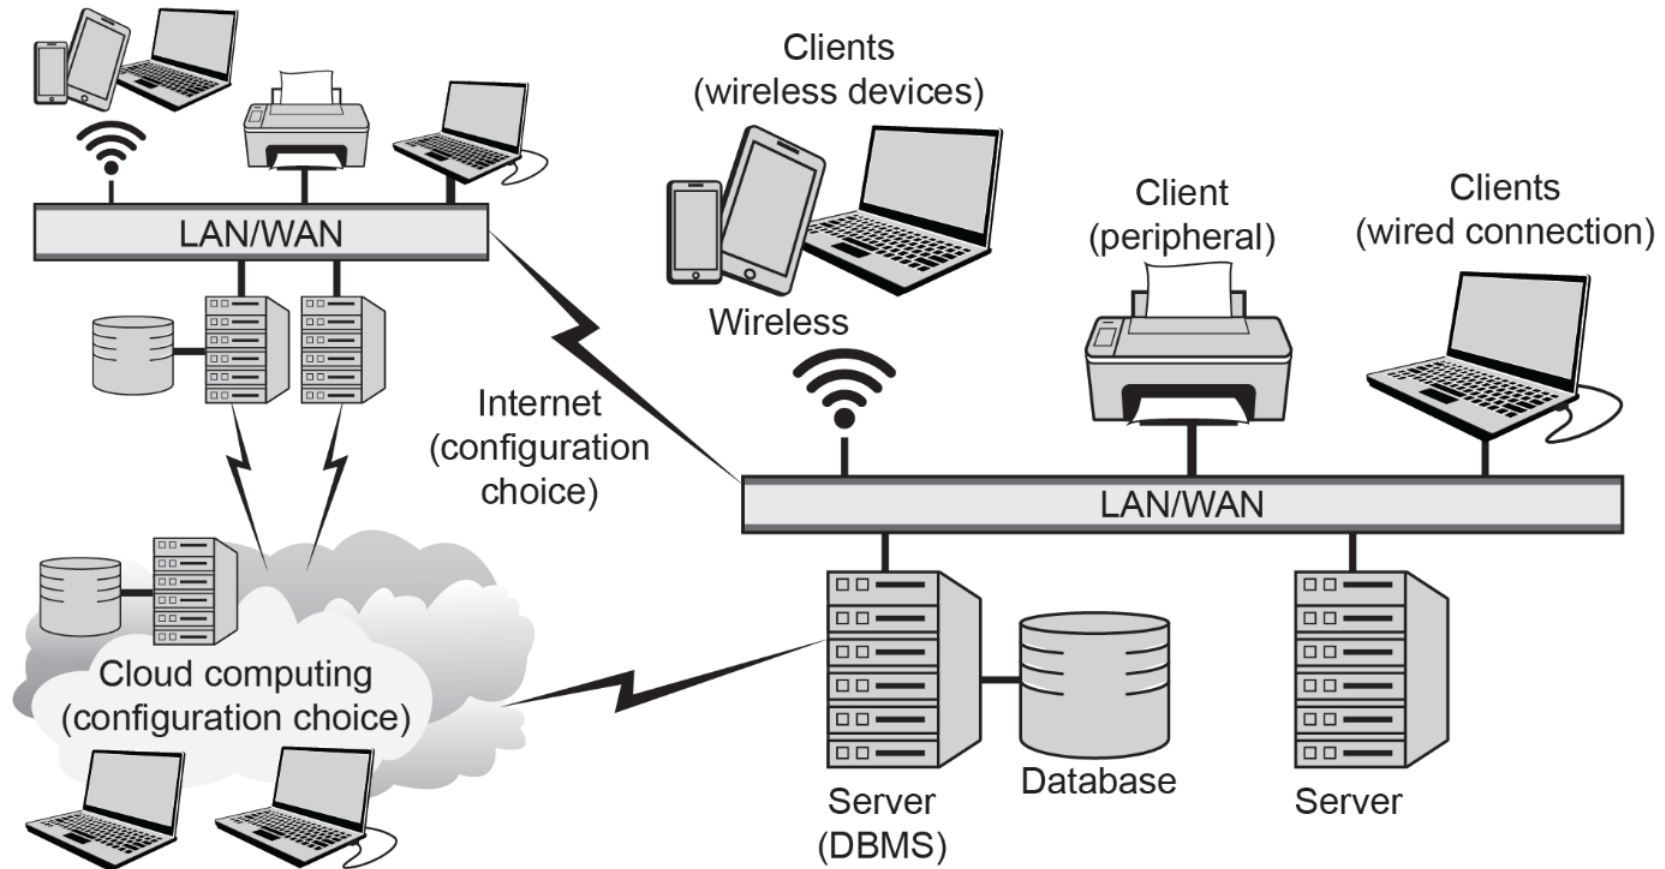 Clients
(wireless devices)
Client
(peripheral)
Clients
(wired connection)
LAN/WAN
Wireless
Internet
(configuration
choice)
LAN/WAN
Cloud computing
(configuration choice)
Database
Server
(DBMS)
Server